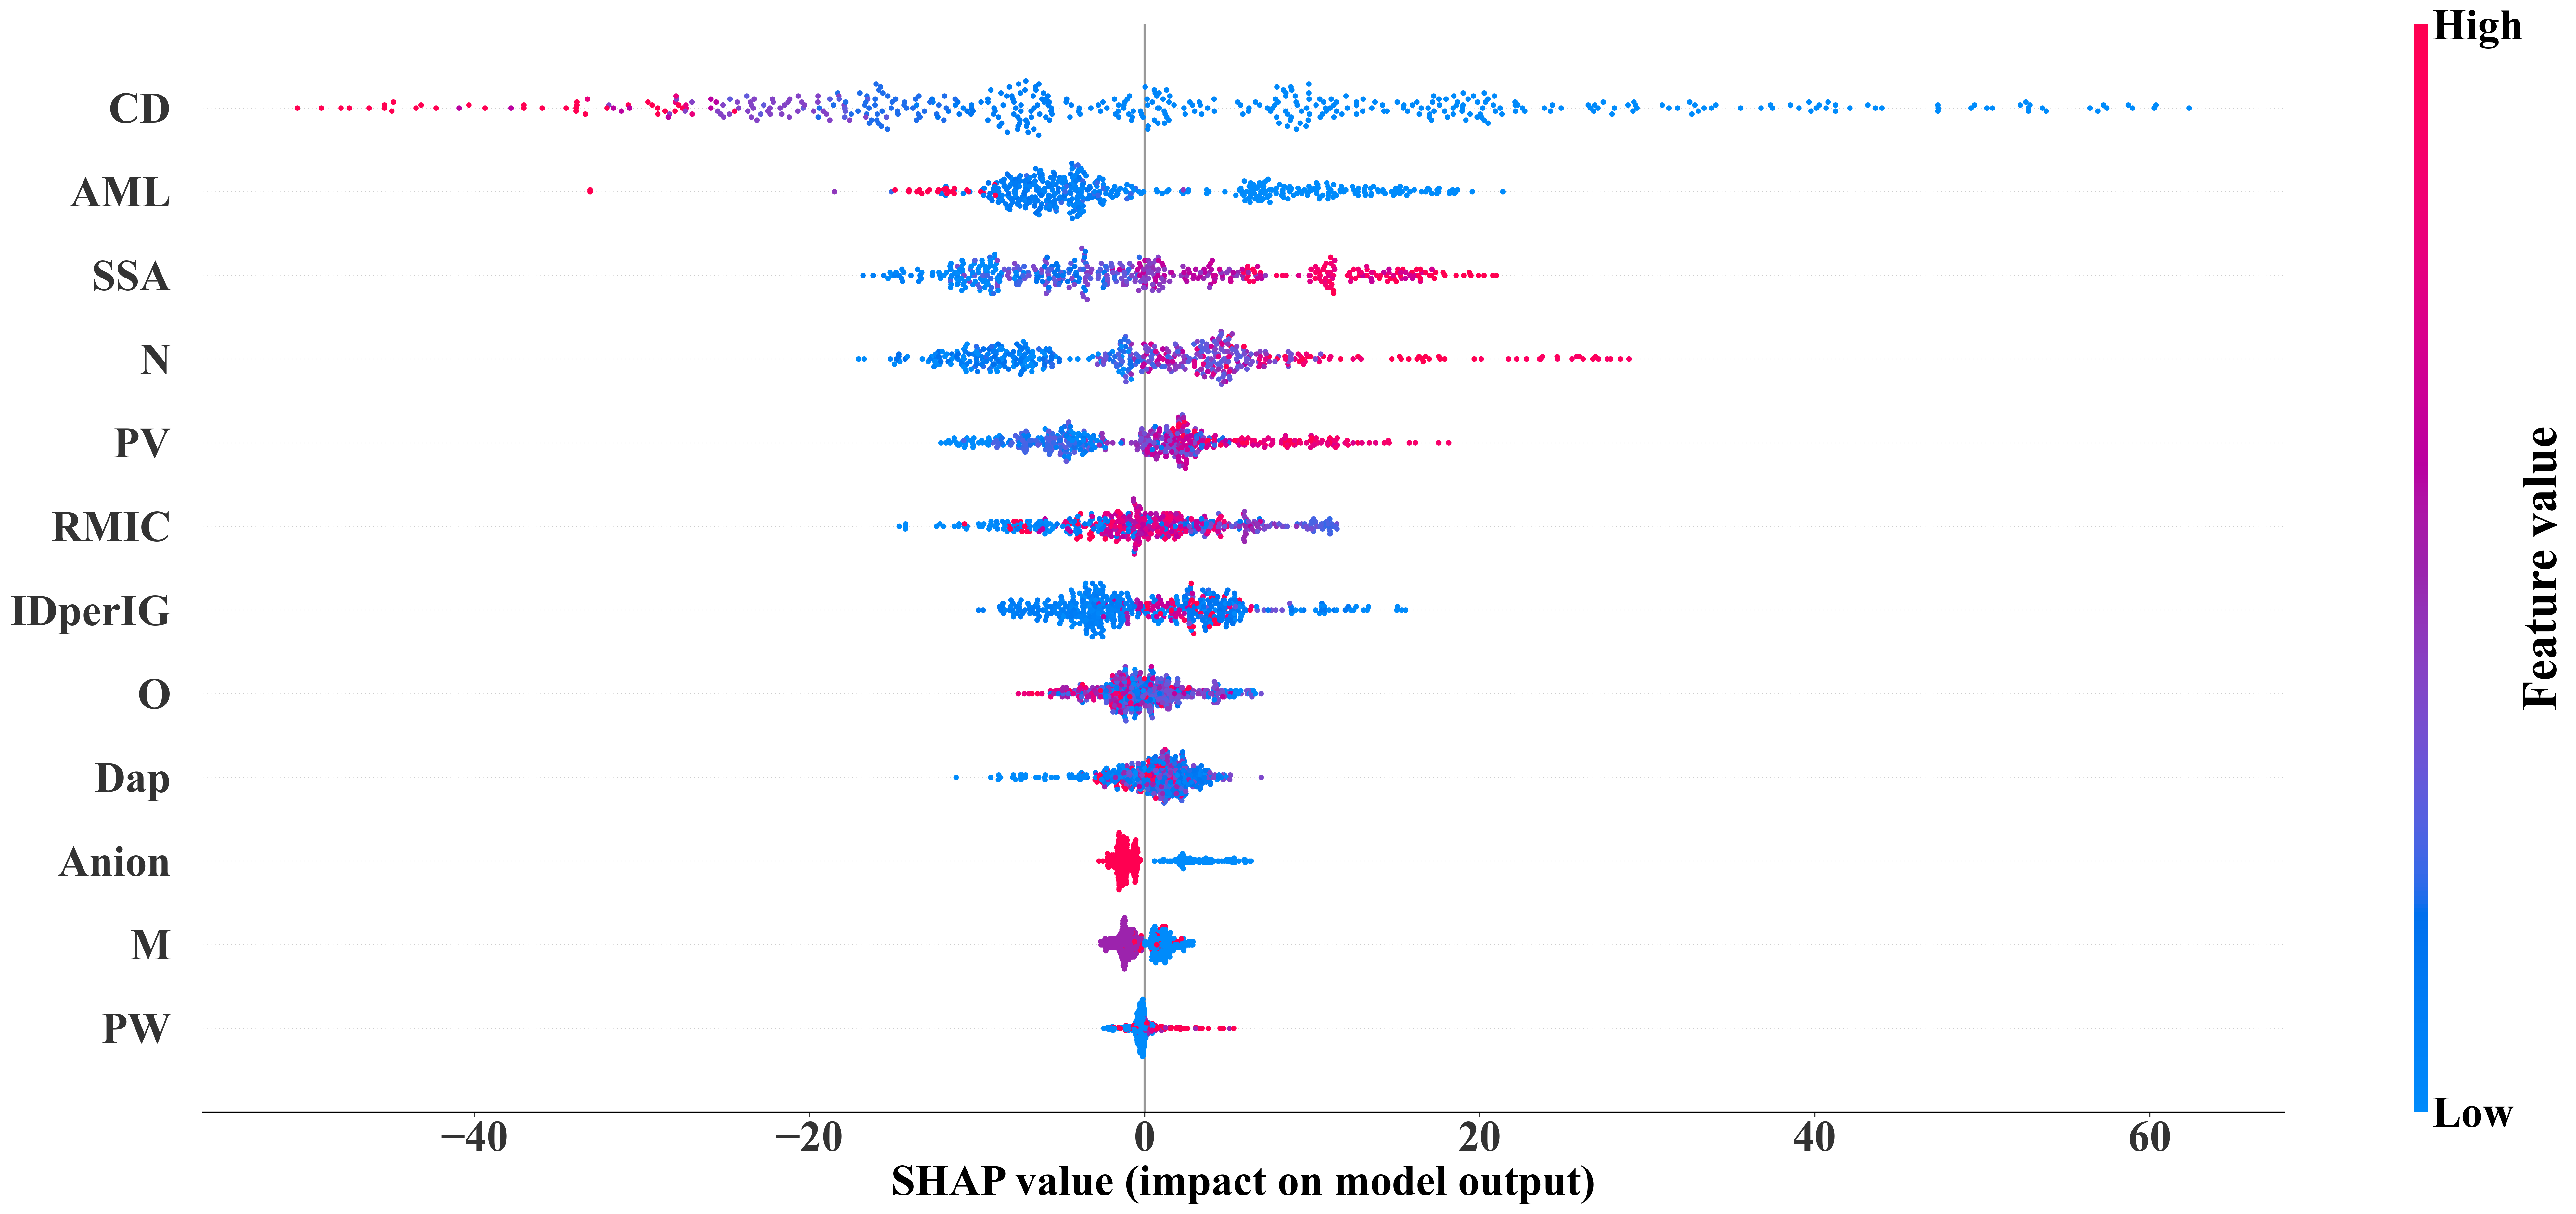 High
CD
AML
SSA
N
PV
RMIC
IDperIG
O
Dap
Anion
M
PW
Low
Feature value
−40 −20 0 20 40 60
SHAP value (impact on model output)